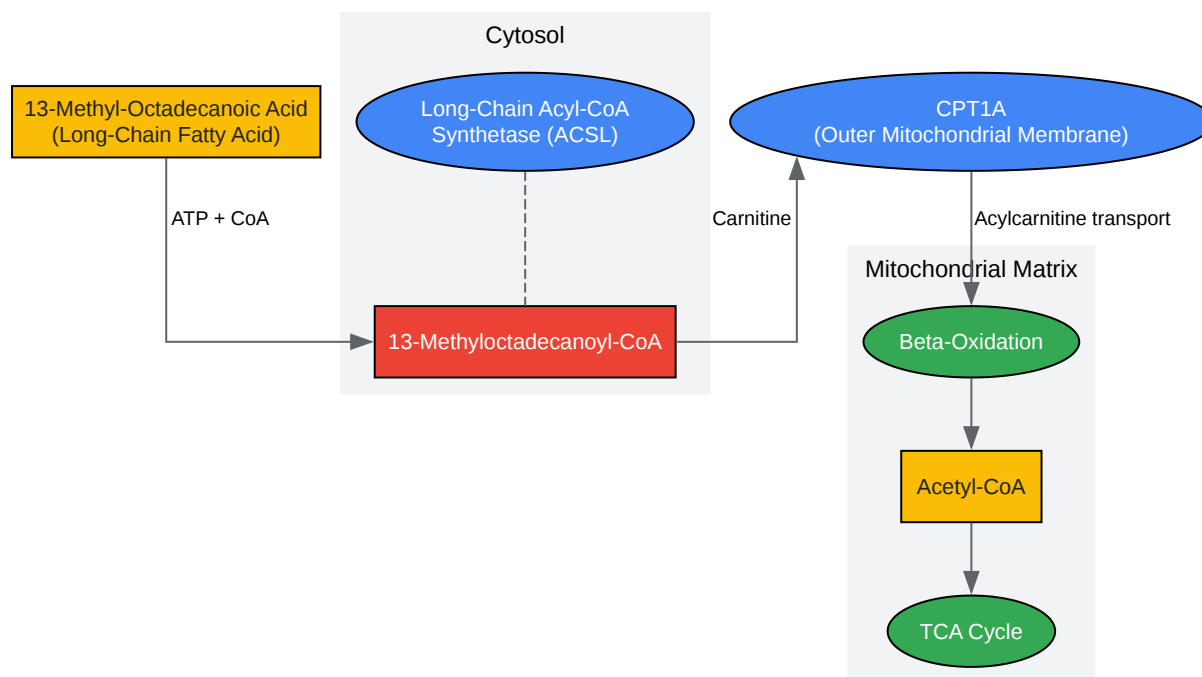 Cytosol
13-Methyl-Octadecanoic Acid
(Long-Chain Fatty Acid)
Long-Chain Acyl-CoA
Synthetase (ACSL)
CPT1A
(Outer Mitochondrial Membrane)
ATP + CoA
Carnitine
Acylcarnitine transport
Mitochondrial Matrix
13-Methyloctadecanoyl-CoA
Beta-Oxidation
Acetyl-CoA
TCA Cycle